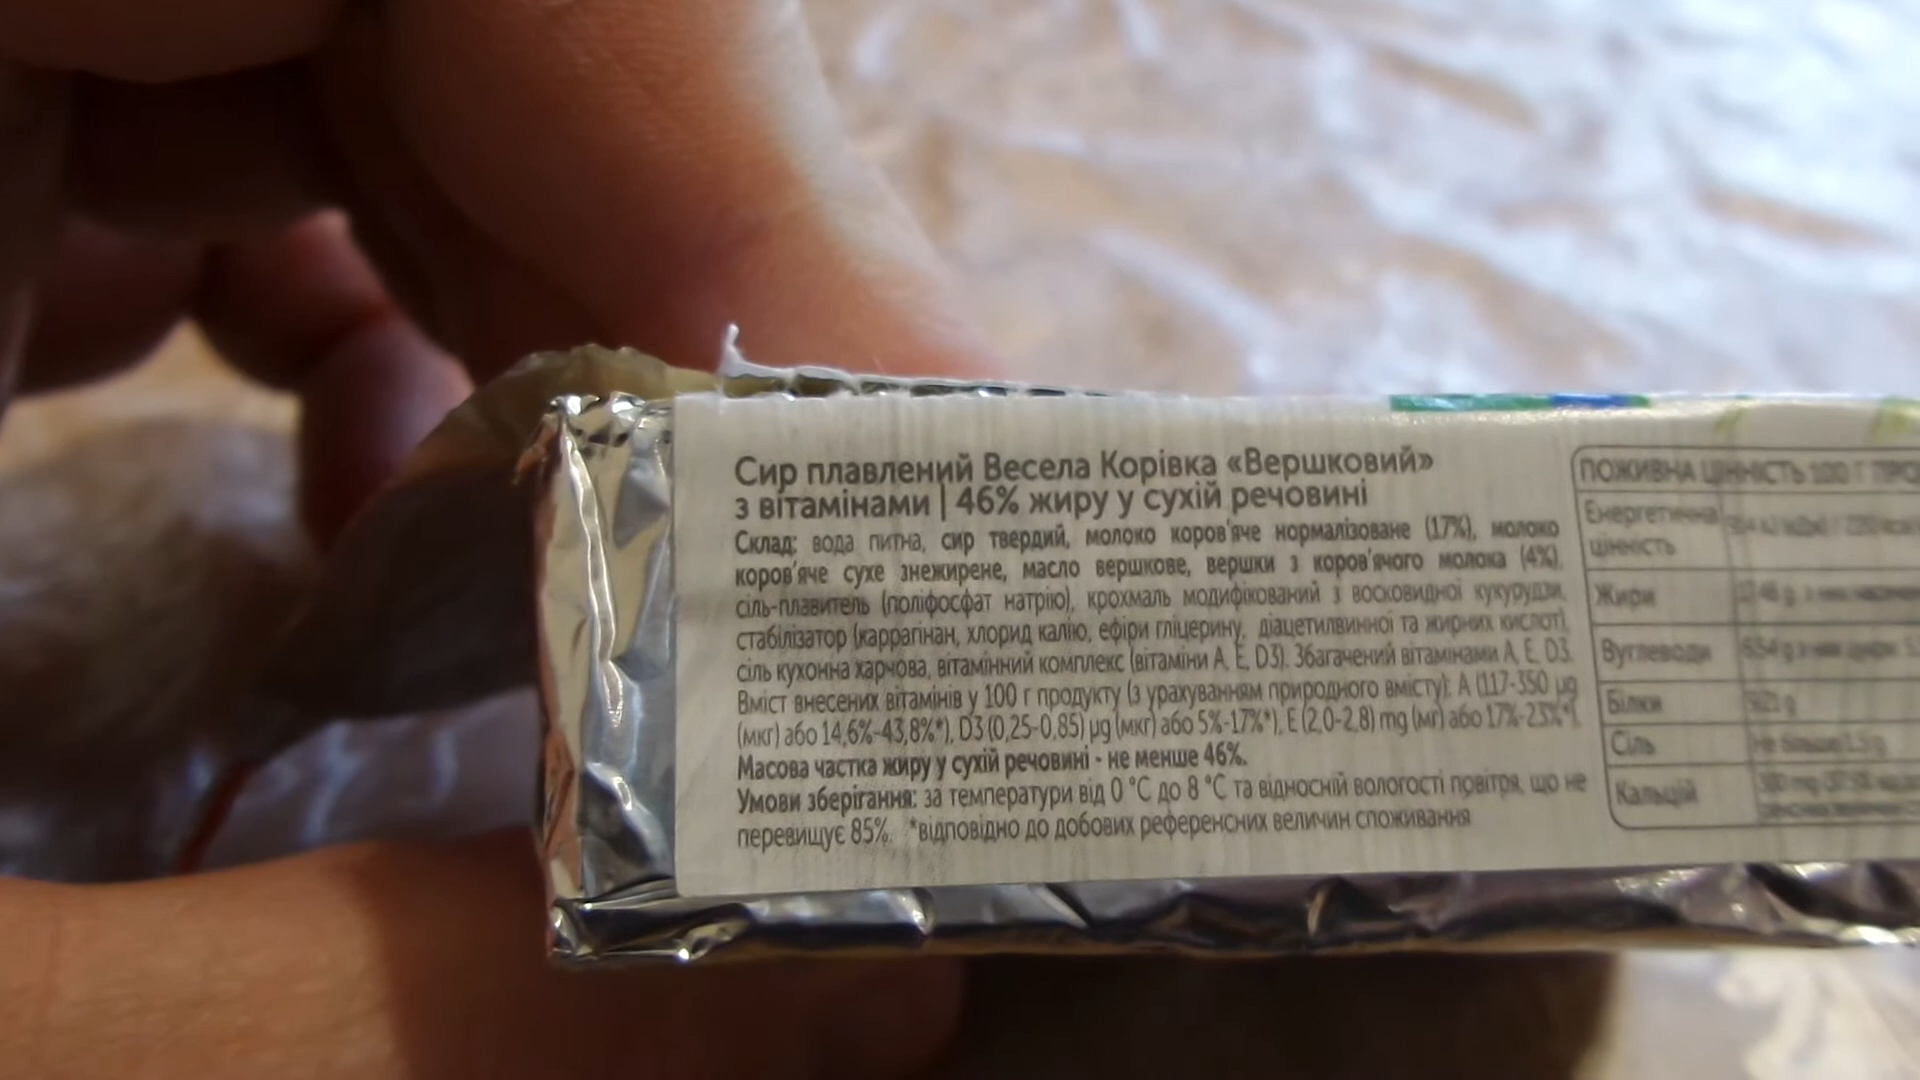 Сир плавлений Весела Корівка «Вершковий»
з вітамінами | 46% жиру у сухій речовині
Склад: вода питна, сир твердий, молоко коров'яче нормалізоване (17%), молоко
коров'яче сухе знежирене, масло вершкове, вершки з коров'ячого молока (4%),
сіль-плавитель (поліфосфат натрію), крохмаль модифікований з восковидної кукурудзи,
стабілізатор (каррагінан, хлорид калію, ефіри гліцерину, діацетилвинної та жирних кислот),
сіль кухонна харчова, вітамінний комплекс (вітаміни А, Е, D3). Збагачений вітамінами А, Е, D3.
Вміст внесених вітамінів у 100 г продукту (з урахуванням природного вмісту): А (117-350 µg
(мкг) або 14,6%-43,8%*), D3 (0,25-0,85) µg (мкг) або 5%-17%*), Е (2,0-2,8) mg (мг) або 17%-23%*).
Масова частка жиру у сухій речовині - не менше 46%.
Умови зберігання: за температури від 0 °С до 8 °С та відносній вологості повітря, що не
перевищує 85%. *відповідно до добових референсних величин споживання
ПОЖИВНА ЦІННІСТЬ 100 Г
Енергетична
цінність
Жири
Вуглеводи
Білки
Сіль не більше 1,5 g
Кальцій